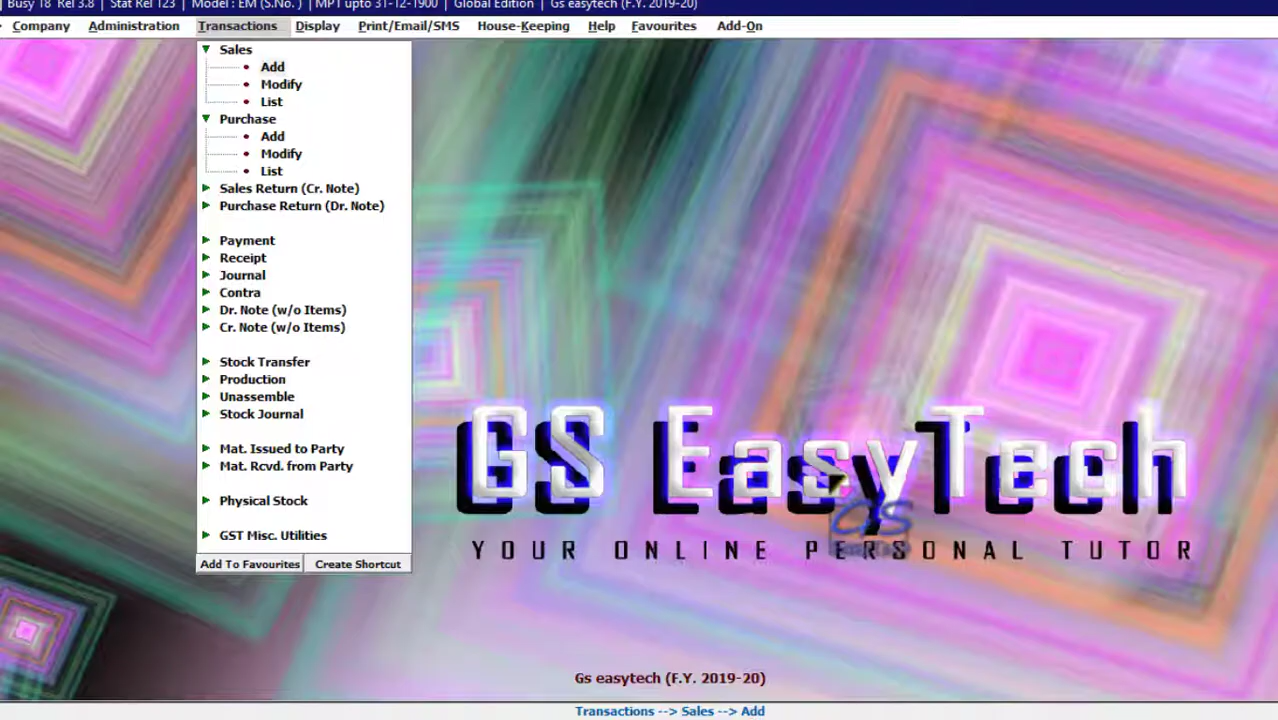 Busy 18 Rel 3.8 | Stat Rel 123 | Model : EM (S.No. ) | MPT upto 31-12-1900 | Global Edition | Gs easytech (F.Y. 2019-20)
Company Administration Transactions Display Print/Email/SMS House-Keeping Help Favourites Add-On
Sales
Add
Modify
List
Purchase
Add
Modify
List
Sales Return (Cr. Note)
Purchase Return (Dr. Note)
Payment
Receipt
Journal
Contra
Dr. Note (w/o Items)
Cr. Note (w/o Items)
Stock Transfer
Production
Unassemble
Stock Journal
Mat. Issued to Party
Mat. Rcvd. from Party
Physical Stock
GST Misc. Utilities
Add To Favourites Create Shortcut
GS EasyTech
GS
YOUR ONLINE PERSONAL TUTOR
Gs easytech (F.Y. 2019-20)
Transactions --> Sales --> Add